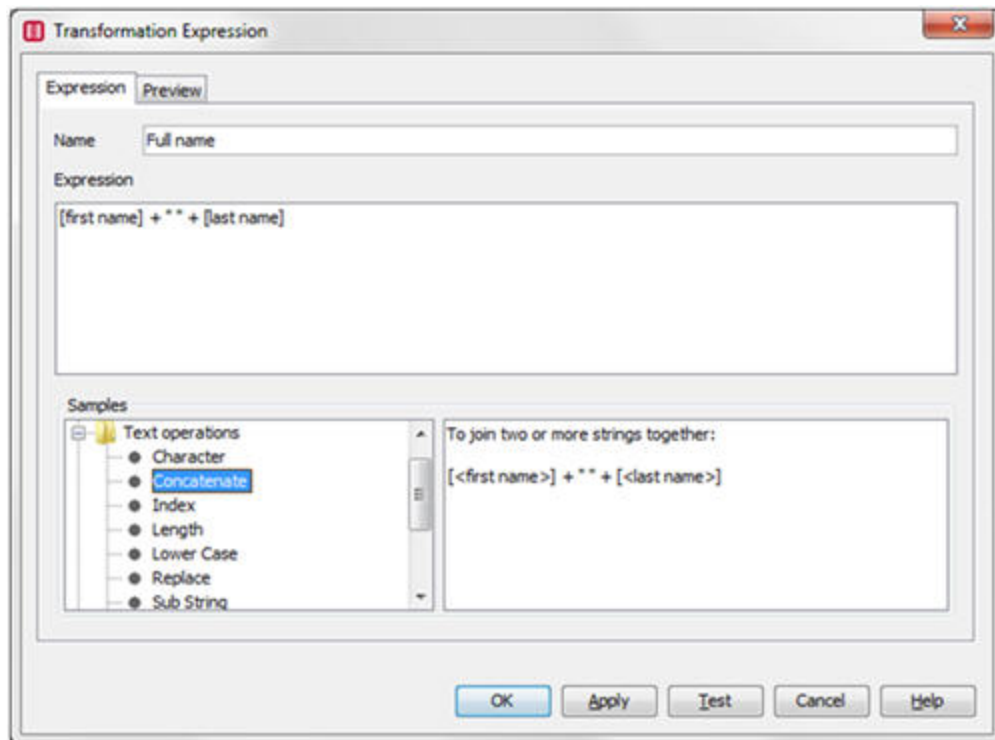 Transformation Expression
Expression Preview
Name Full name
Expression
[first name] + " " + [last name]
Samples
Text operations
Character
Concatenate
Index
Length
Lower Case
Replace
Sub String
To join two or more strings together:
[<first name>] + " " + [<last name>]
OK Apply Test Cancel Help